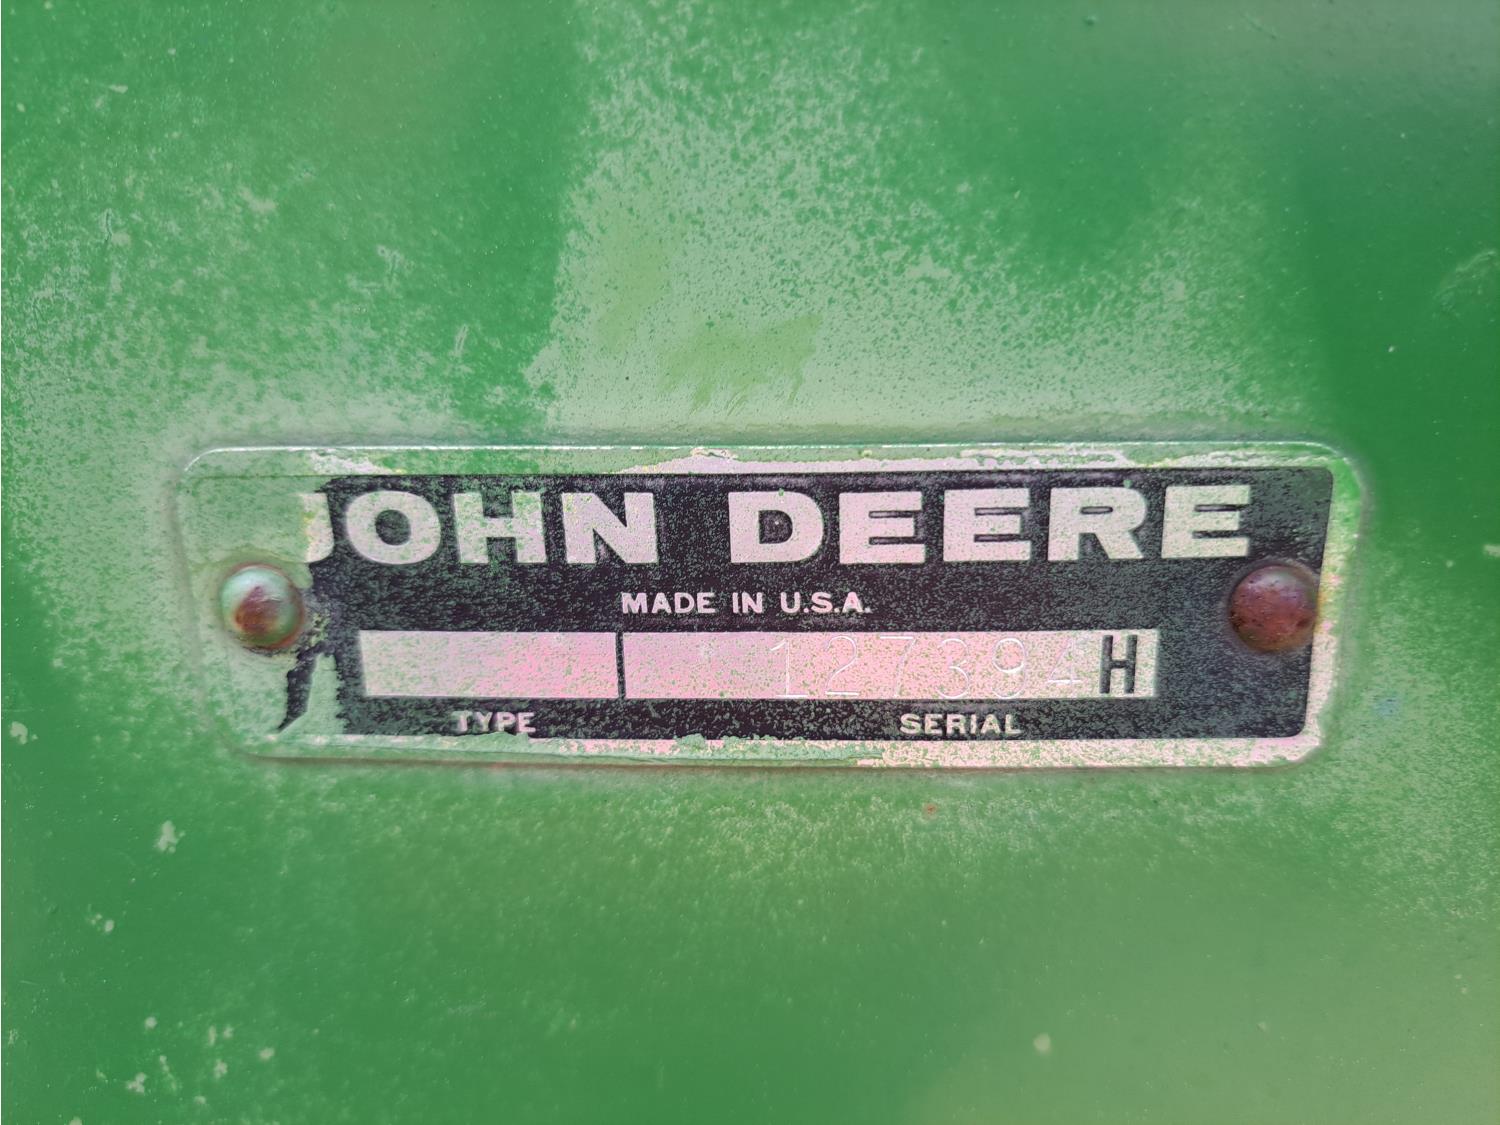 JOHN DEERE
MADE IN U.S.A.
127394H
TYPE SERIAL